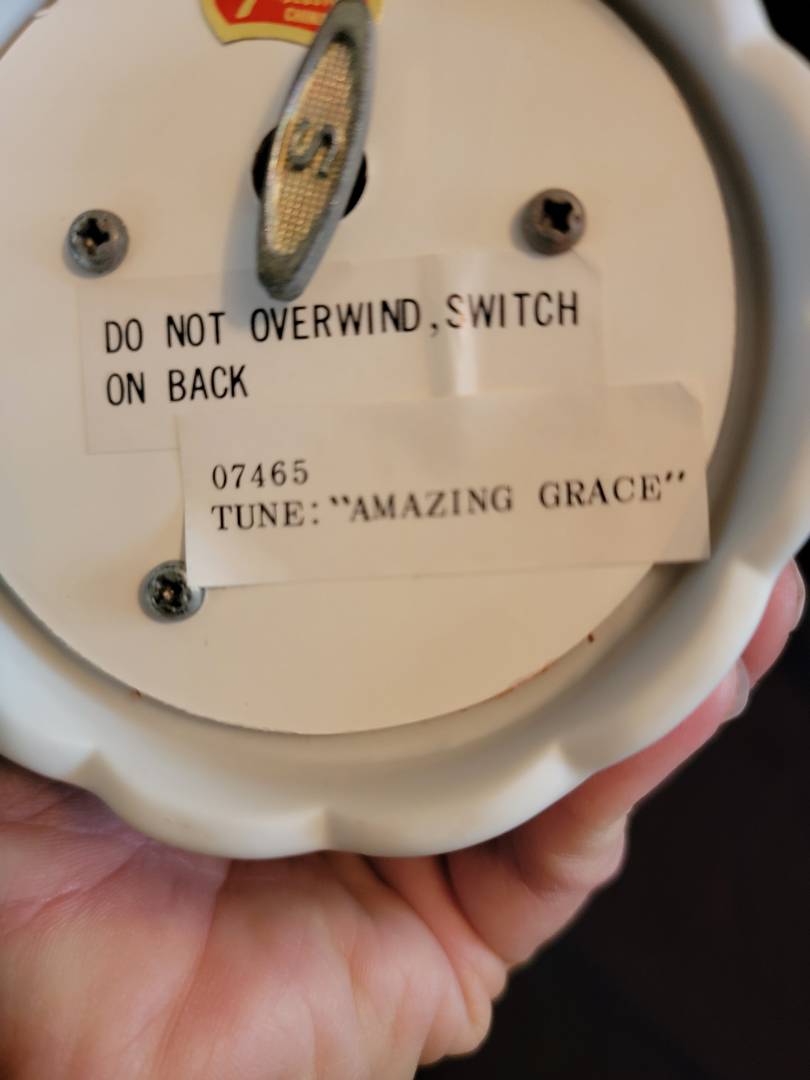 S
DO NOT OVERWIND,SWITCH
ON BACK
07465
TUNE: "AMAZING GRACE"